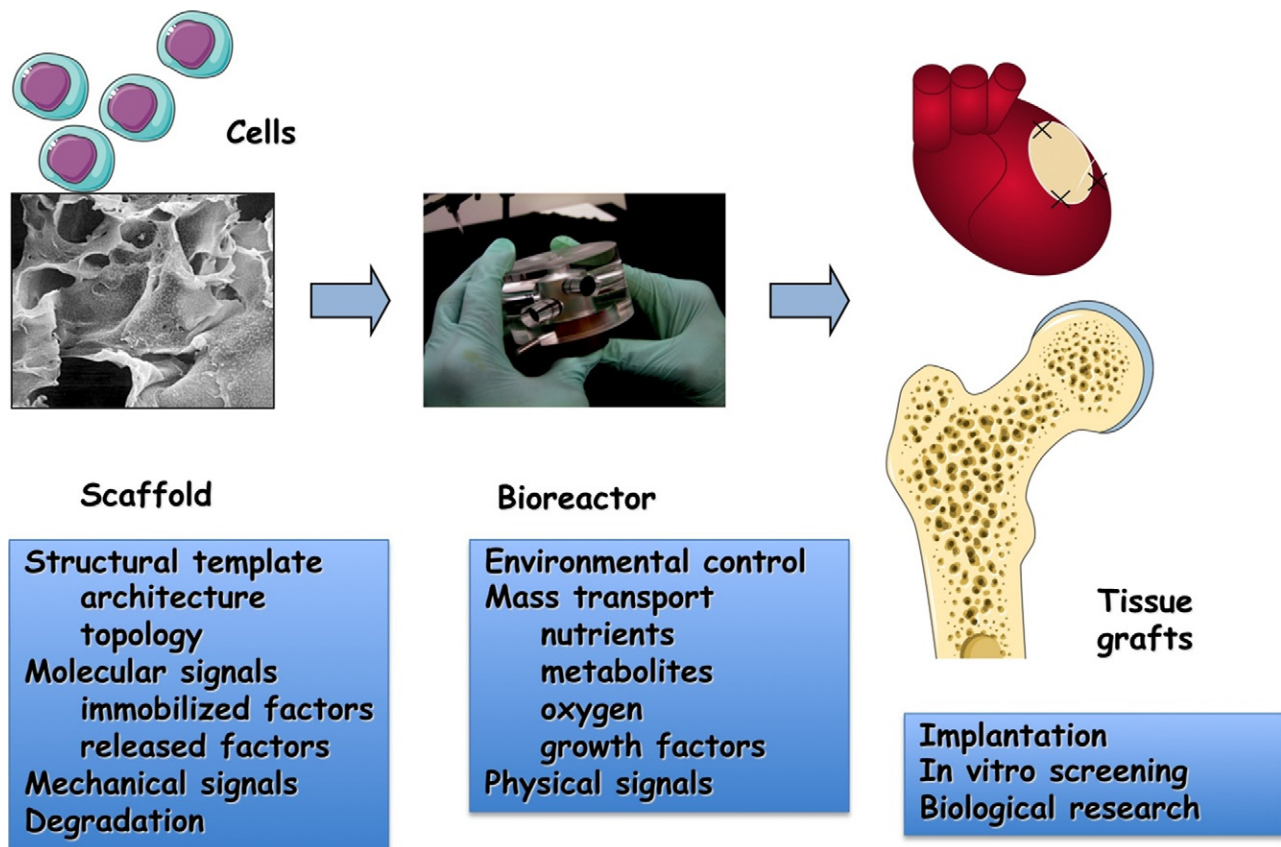 Cells
Scaffold
Structural template
architecture
topology
Molecular signals
immobilized factors
released factors
Mechanical signals
Degradation
Bioreactor
Environmental control
Mass transport
nutrients
metabolites
oxygen
growth factors
Physical signals
Tissue
grafts
Implantation
In vitro screening
Biological research